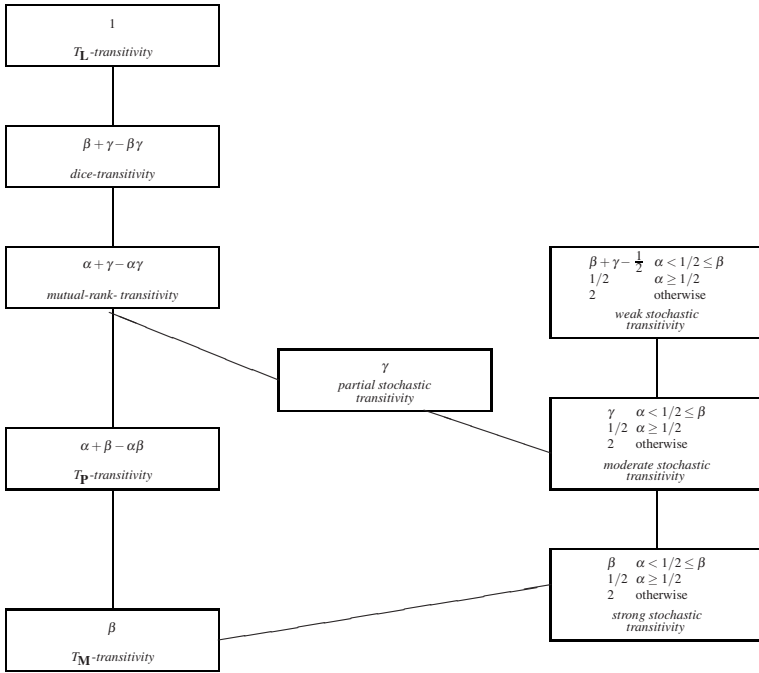 1
T_L-transitivity
β + γ − βγ
dice-transitivity
α + γ − αγ
mutual-rank- transitivity
β + γ − 1/2 α < 1/2 ≤ β
1/2 α ≥ 1/2
2 otherwise
weak stochastic
transitivity
γ
partial stochastic
transitivity
γ α < 1/2 ≤ β
1/2 α ≥ 1/2
2 otherwise
moderate stochastic
transitivity
α + β − αβ
T_P-transitivity
β α < 1/2 ≤ β
1/2 α ≥ 1/2
2 otherwise
strong stochastic
transitivity
β
T_M-transitivity